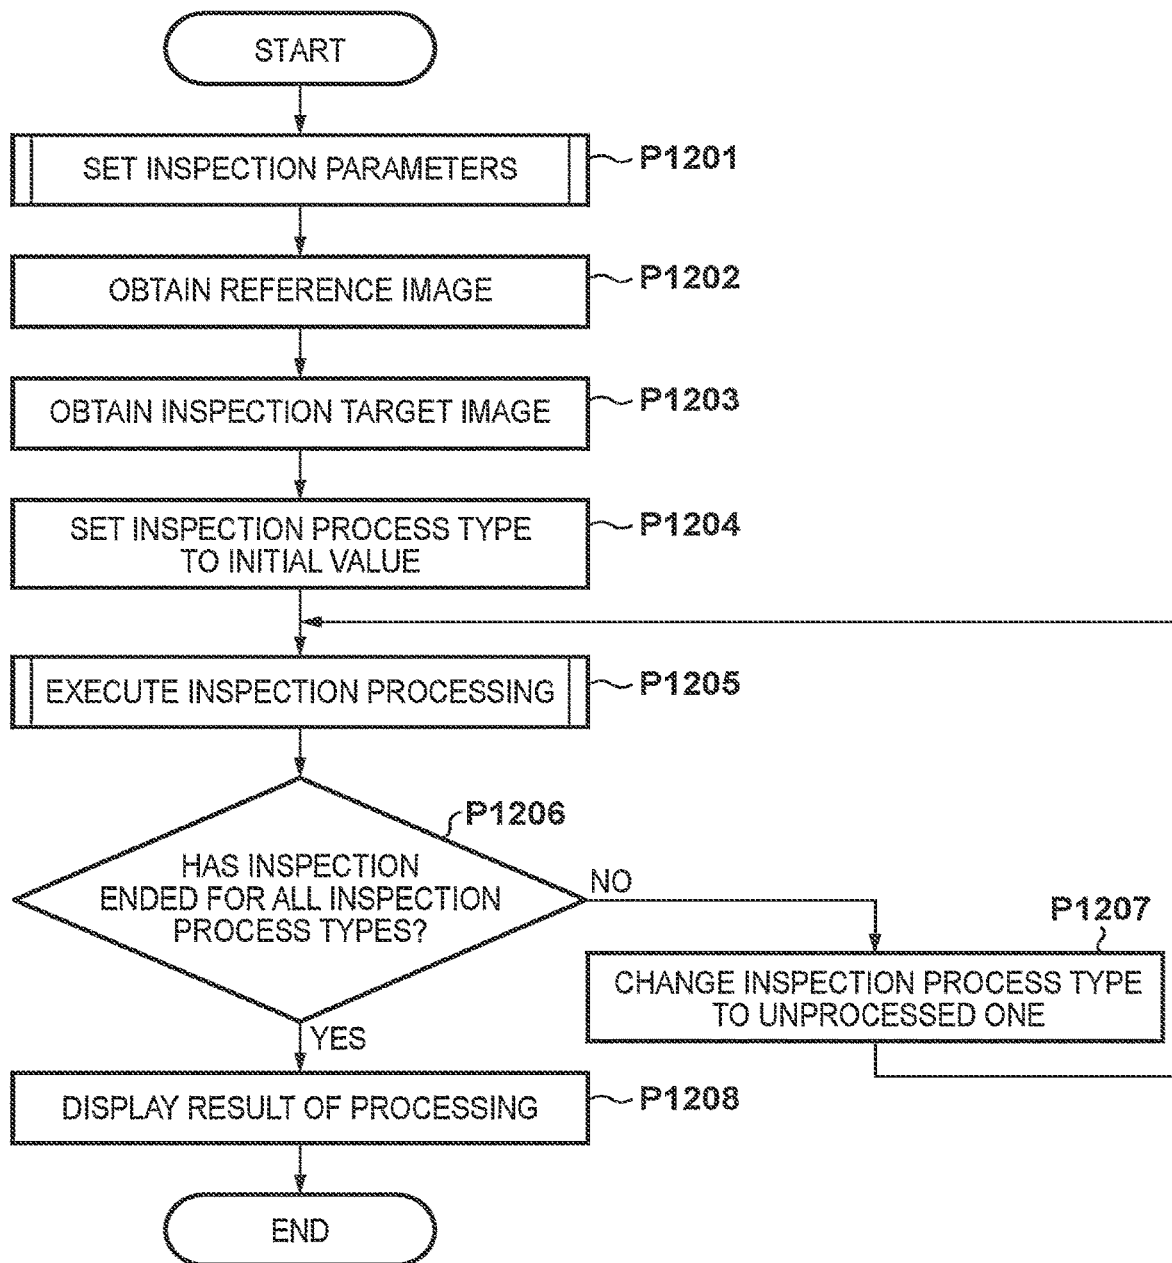 START
SET INSPECTION PARAMETERS
P1201
OBTAIN REFERENCE IMAGE
P1202
OBTAIN INSPECTION TARGET IMAGE
P1203
SET INSPECTION PROCESS TYPE
TO INITIAL VALUE
P1204
EXECUTE INSPECTION PROCESSING
P1205
P1206
HAS INSPECTION
ENDED FOR ALL INSPECTION
PROCESS TYPES?
NO
P1207
CHANGE INSPECTION PROCESS TYPE
TO UNPROCESSED ONE
YES
DISPLAY RESULT OF PROCESSING
P1208
END